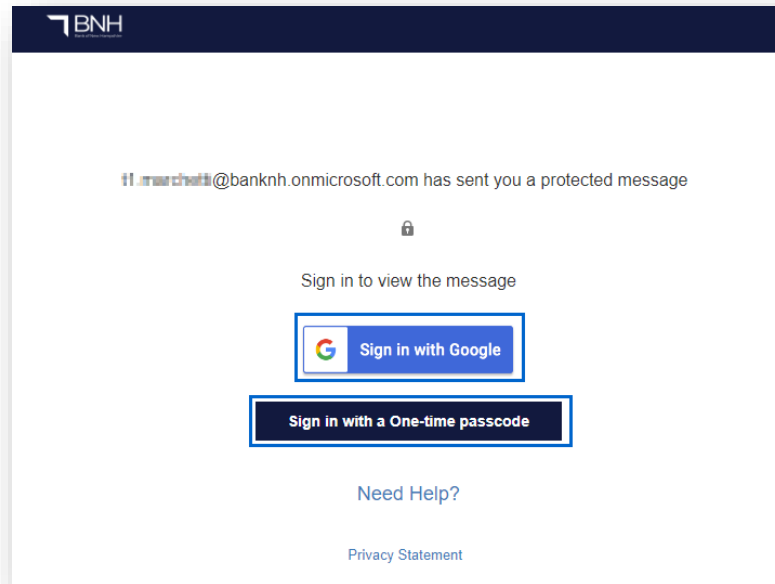 BNH
@banknh.onmicrosoft.com has sent you a protected message
Sign in to view the message
G Sign in with Google
Sign in with a One-time passcode
Need Help?
Privacy Statement